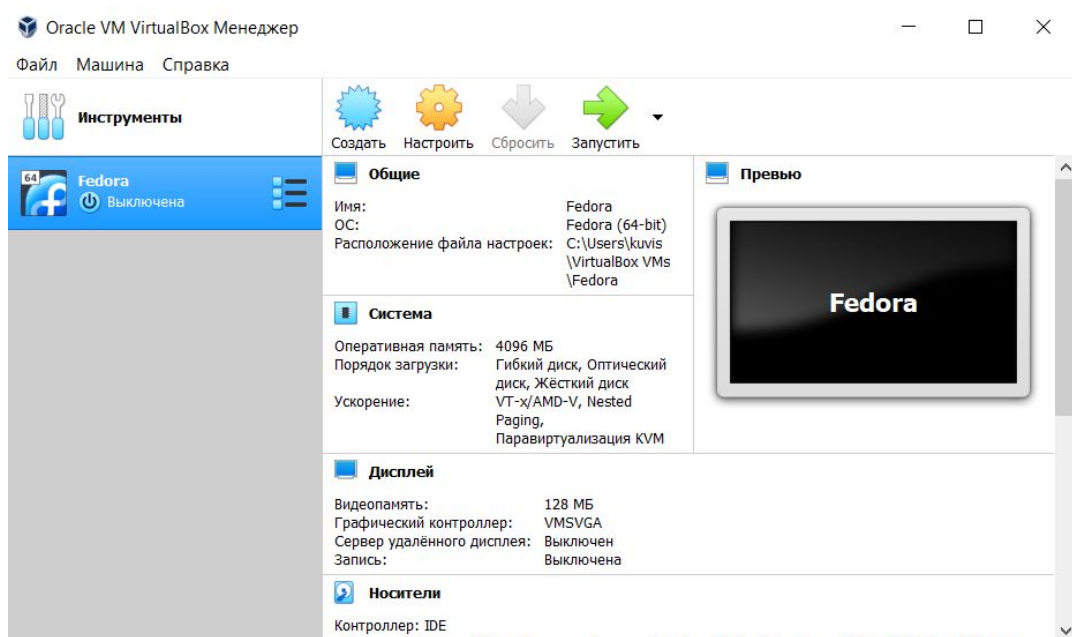 Oracle VM VirtualBox Менеджер
Файл Машина Справка
Инструменты
Создать Настроить Сбросить Запустить
64
Fedora
Выключена
Общие
Имя: Fedora
ОС: Fedora (64-bit)
Расположение файла настроек: C:\Users\kuvis
\VirtualBox VMs
\Fedora
Превью
Fedora
Система
Оперативная память: 4096 МБ
Порядок загрузки: Гибкий диск, Оптический
диск, Жёсткий диск
Ускорение: VT-x/AMD-V, Nested
Paging,
Паравиртуализация KVM
Дисплей
Видеопамять: 128 МБ
Графический контроллер: VMSVGA
Сервер удалённого дисплея: Выключен
Запись: Выключена
Носители
Контроллер: IDE